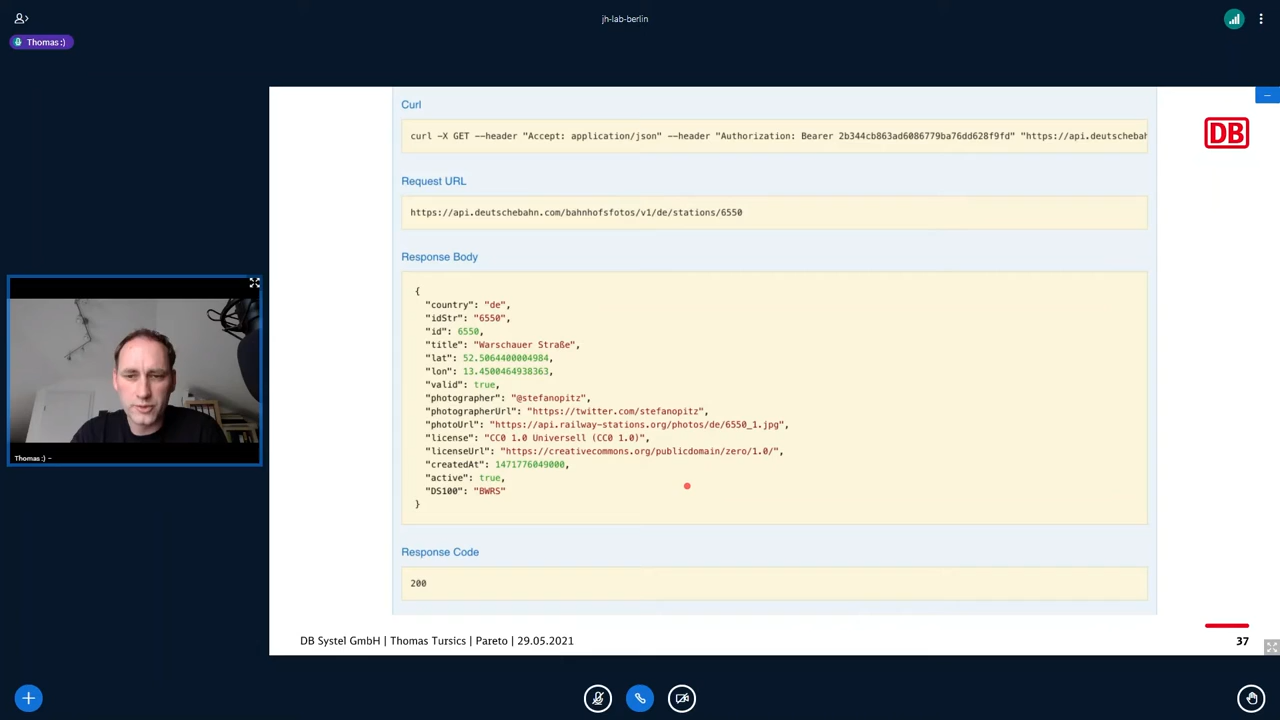 jh-lab-berlin
Thomas :)
Curl
curl -X GET --header "Accept: application/json" --header "Authorization: Bearer 2b344cb863ad6086779ba76dd628f9fd" "https://api.deutschebah
DB
Request URL
https://api.deutschebahn.com/bahnhofsfotos/v1/de/stations/6550
Response Body
{
"country": "de",
"idStr": "6550",
"id": 6550,
"title": "Warschauer Straße",
"lat": 52.5064400004984,
"lon": 13.4500464938363,
"valid": true,
"photographer": "@stefanopitz",
"photographerUrl": "https://twitter.com/stefanopitz",
"photoUrl": "https://api.railway-stations.org/photos/de/6550_1.jpg",
"license": "CC0 1.0 Universell (CC0 1.0)",
"licenseUrl": "https://creativecommons.org/publicdomain/zero/1.0/",
"createdAt": 1471776049000,
"active": true,
"DS100": "BWRS"
}
Thomas :) ~
Response Code
200
DB Systel GmbH | Thomas Tursics | Pareto | 29.05.2021
37